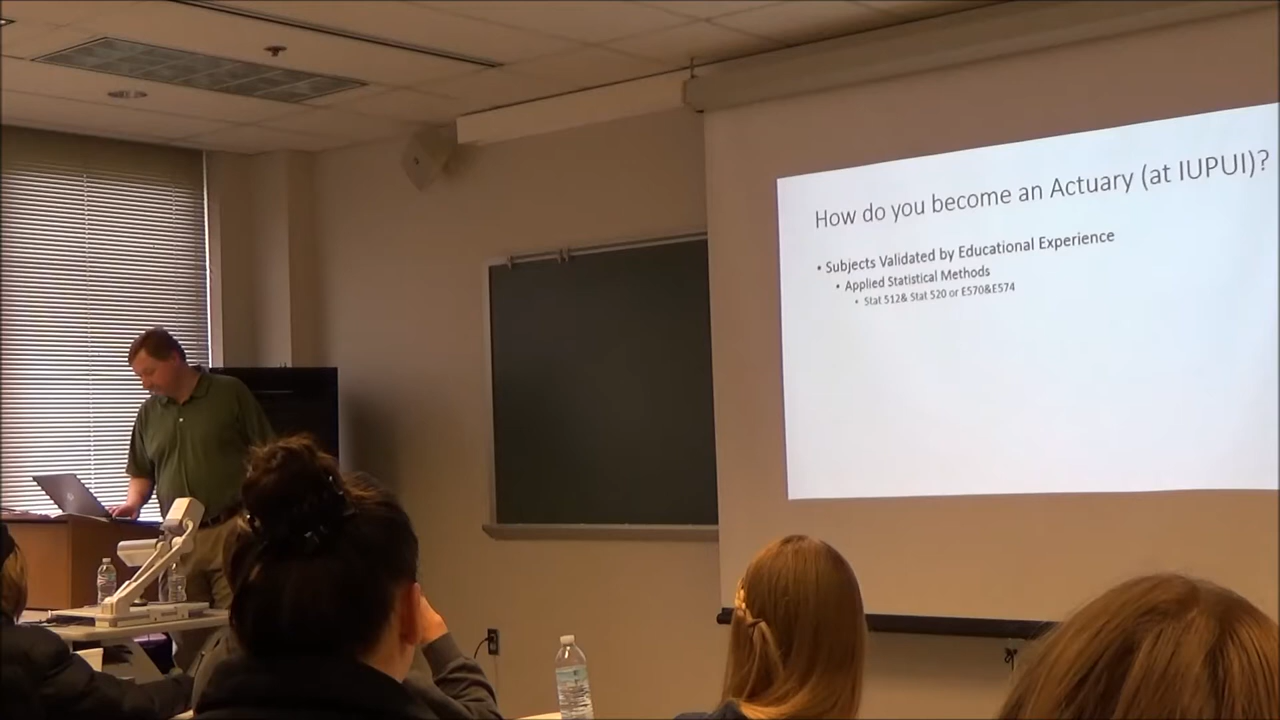 How do you become an Actuary (at IUPUI)?
• Subjects Validated by Educational Experience
• Applied Statistical Methods
• Stat 512& Stat 520 or E570&E574